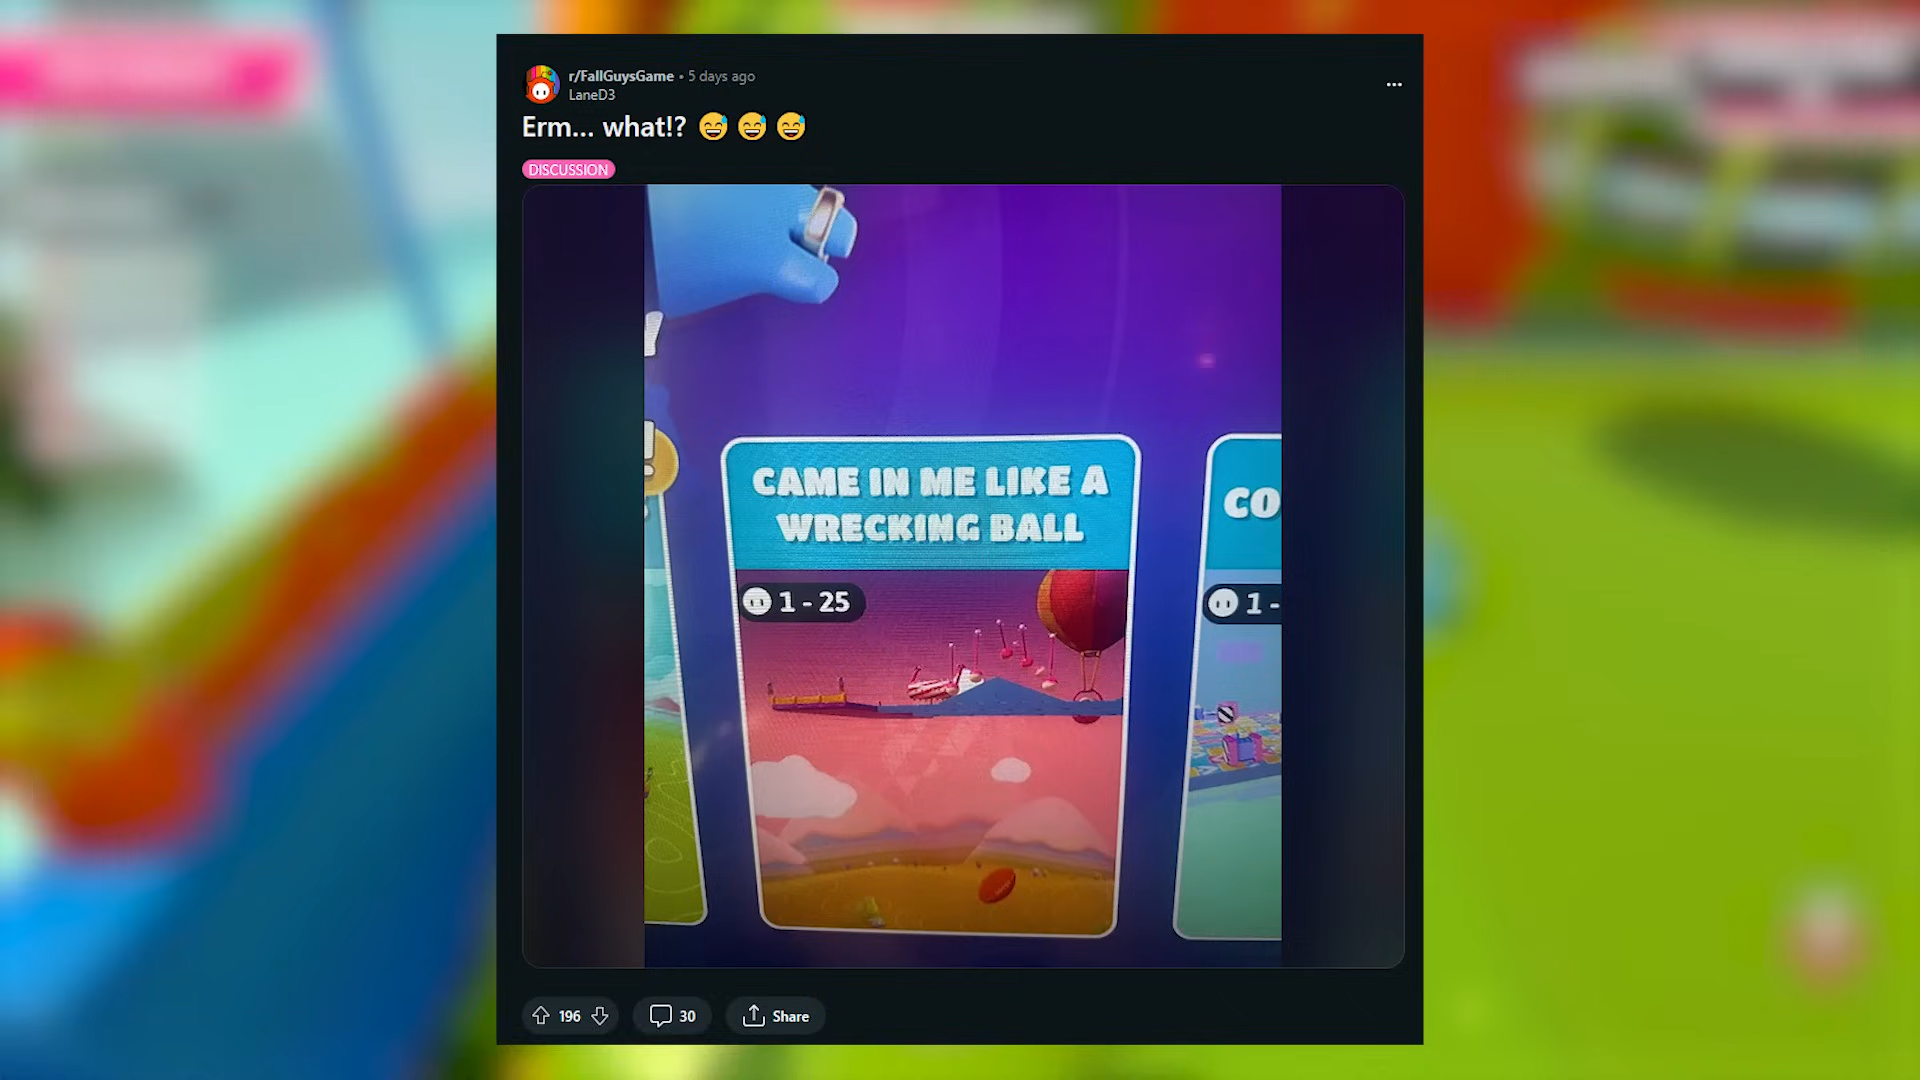 r/FallGuysGame • 5 days ago
LaneD3
Erm... what!? 😅 😅 😅
DISCUSSION
Y
!
CAME IN ME LIKE A
WRECKING BALL
CO
1 - 25
1 -
196
30
Share